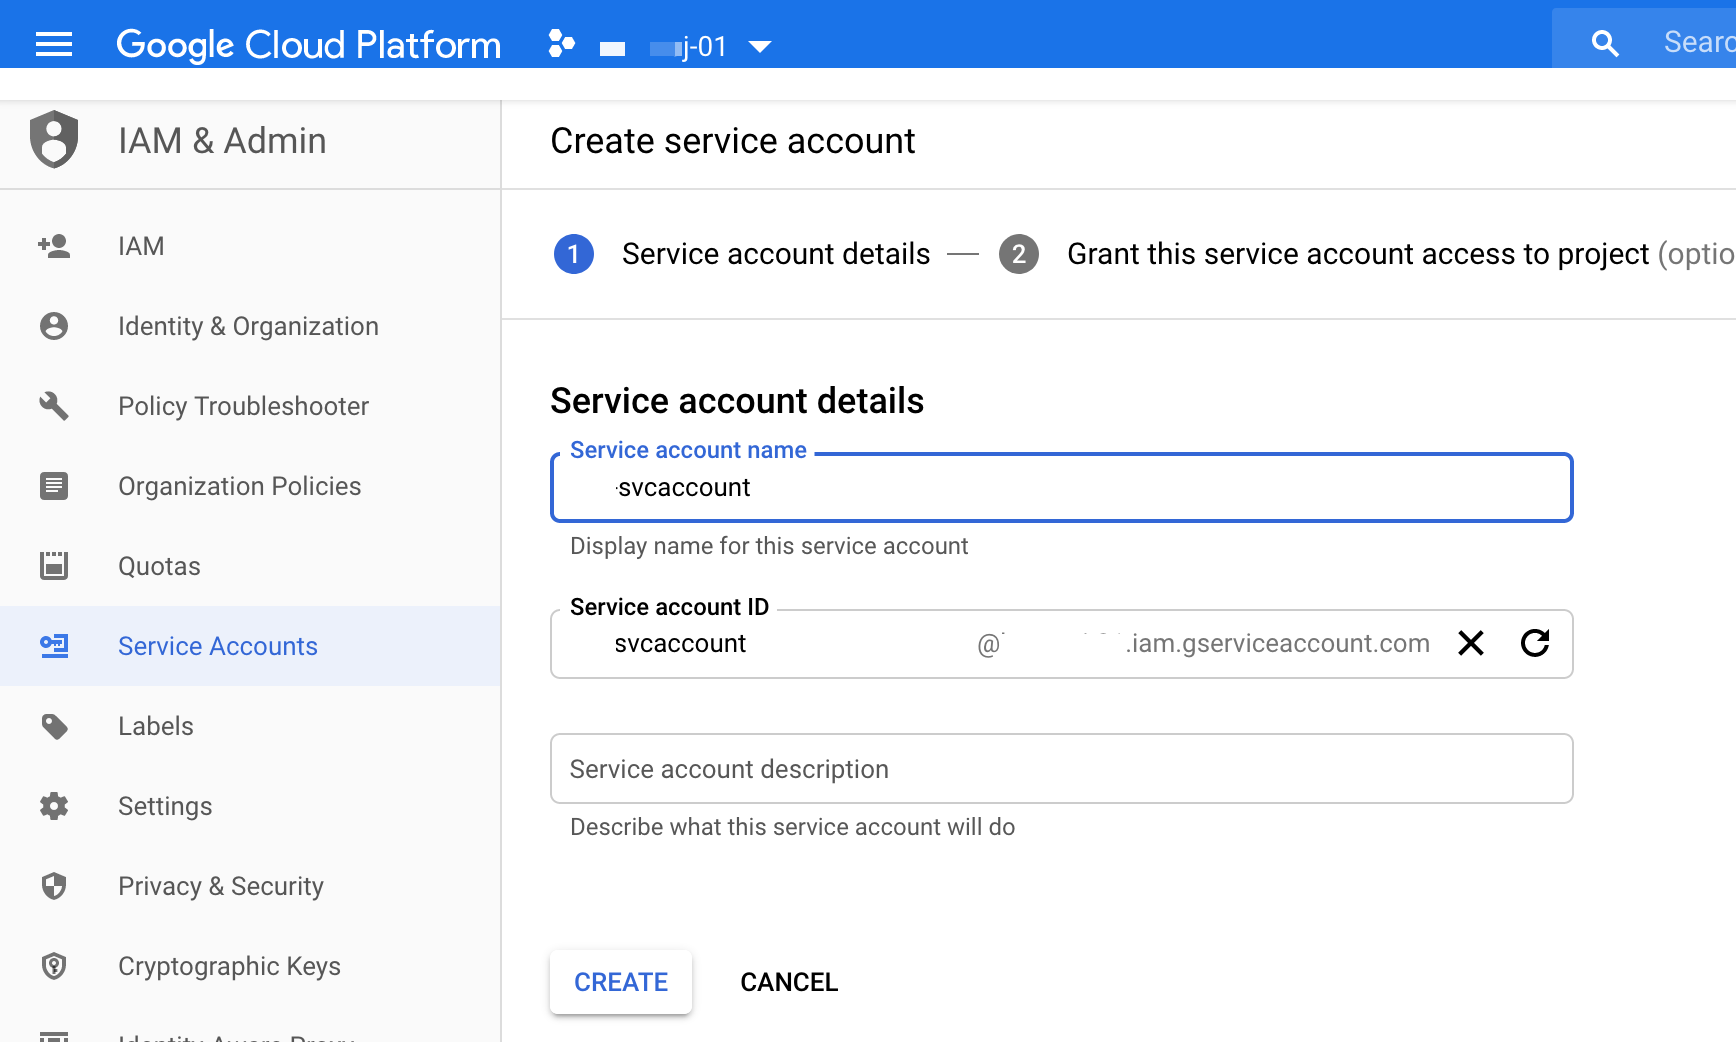 Google Cloud Platform
j-01
Searc
IAM & Admin
IAM
Identity & Organization
Policy Troubleshooter
Organization Policies
Quotas
Service Accounts
Labels
Settings
Privacy & Security
Cryptographic Keys
Create service account
1 Service account details — 2 Grant this service account access to project (optio
Service account details
Service account name
-svcaccount
Display name for this service account
Service account ID
svcaccount @ .iam.gserviceaccount.com
Service account description
Describe what this service account will do
CREATE CANCEL